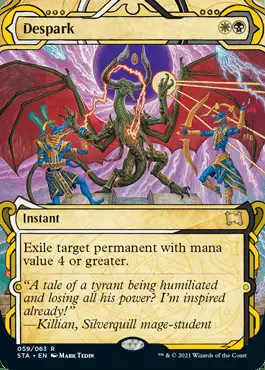 Despark
Instant
Exile target permanent with mana
value 4 or greater.
“A tale of a tyrant being humiliated
and losing all his power? I’m inspired
already!”
—Killian, Silverquill mage-student
059/063 R
STA • EN MARK TEDIN
™ & © 2021 Wizards of the Coast